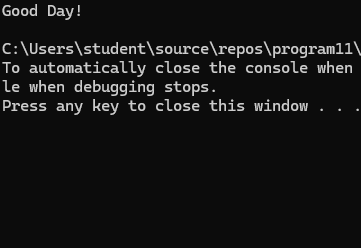 Good Day!
C:\Users\student\source\repos\program11\
To automatically close the console when
le when debugging stops.
Press any key to close this window . . .